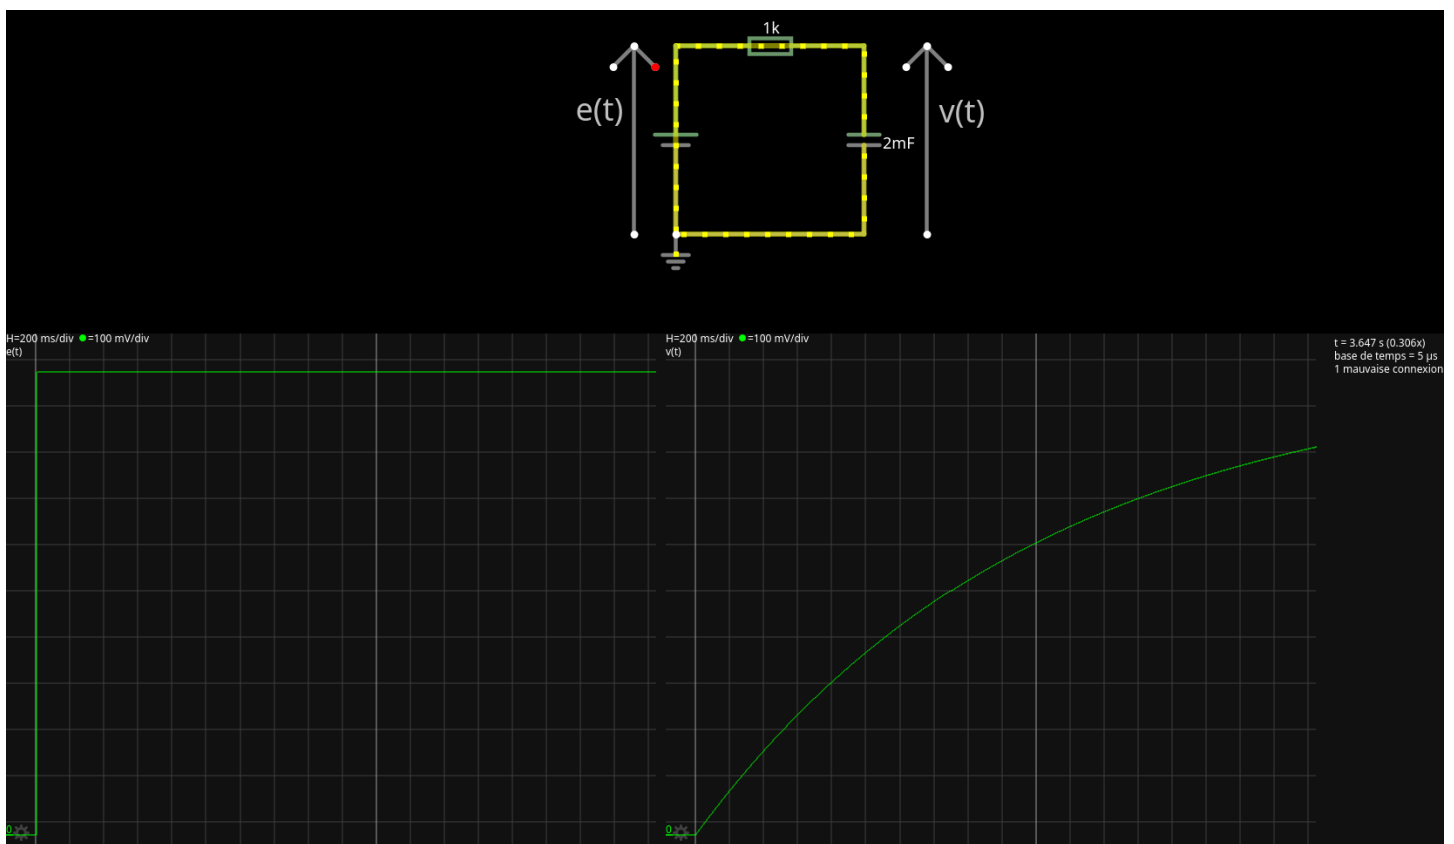 1k
e(t)
v(t)
2mF
H=200 ms/div =100 mV/div
e(t)
0
H=200 ms/div =100 mV/div
v(t)
0
t = 3.647 s (0.306x)
base de temps = 5 µs
1 mauvaise connexion